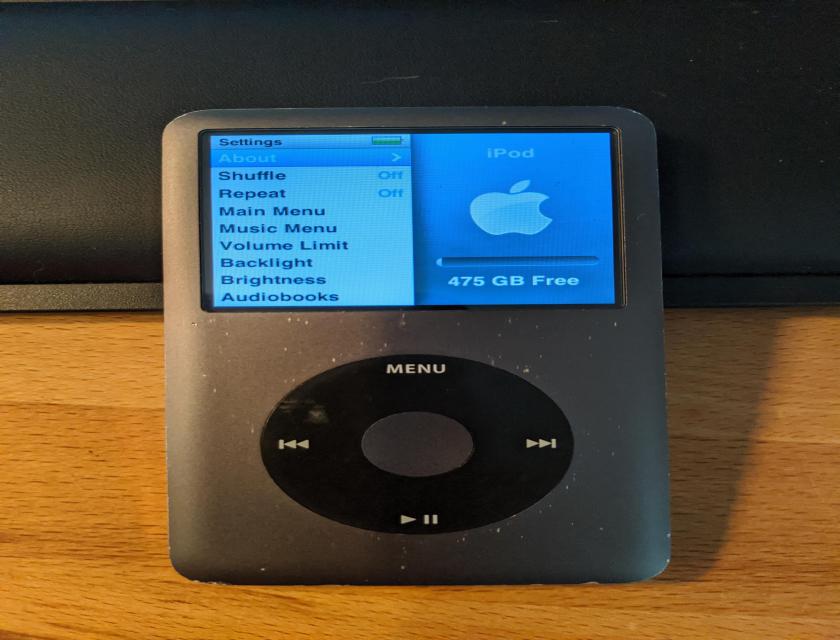 Settings
About
Shuffle Off
Repeat Off
Main Menu
Music Menu
Volume Limit
Backlight
Brightness
Audiobooks
iPod
475 GB Free
MENU